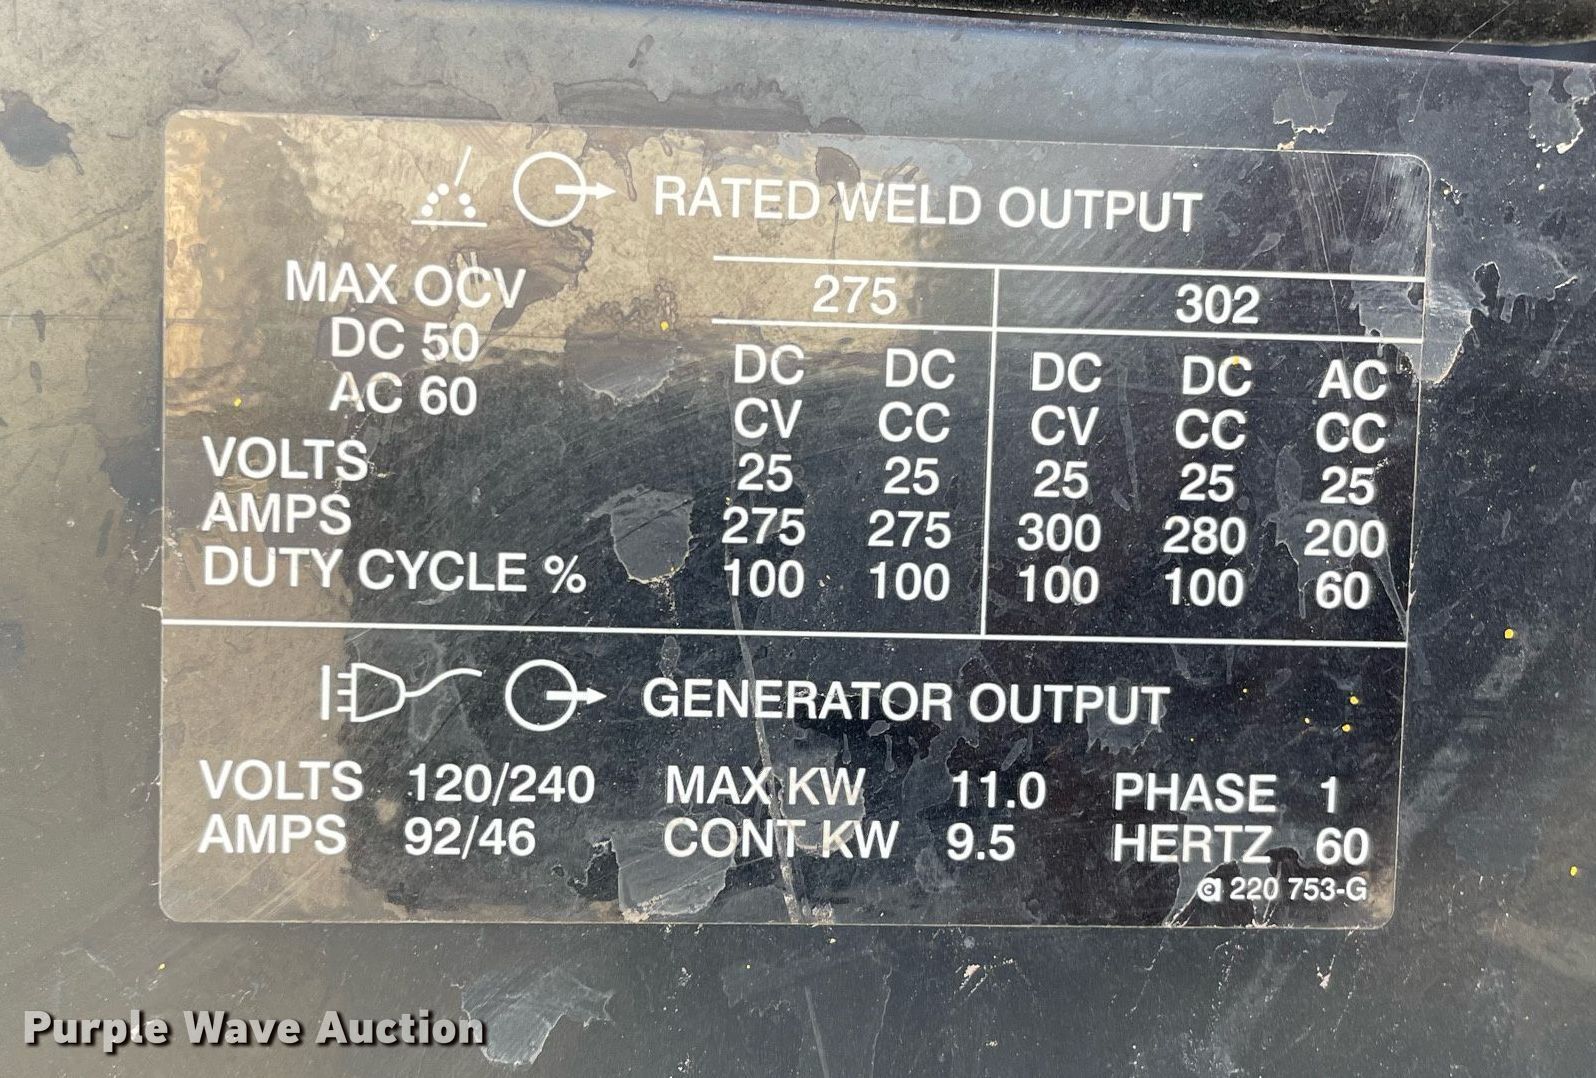 RATED WELD OUTPUT
MAX OCV
DC 50
AC 60
275 302
DC DC DC DC AC
CV CC CV CC CC
VOLTS 25 25 25 25 25
AMPS 275 275 300 280 200
DUTY CYCLE % 100 100 100 100 60
GENERATOR OUTPUT
VOLTS 120/240 MAX KW 11.0 PHASE 1
AMPS 92/46 CONT KW 9.5 HERTZ 60
220 753-G
Purple Wave Auction